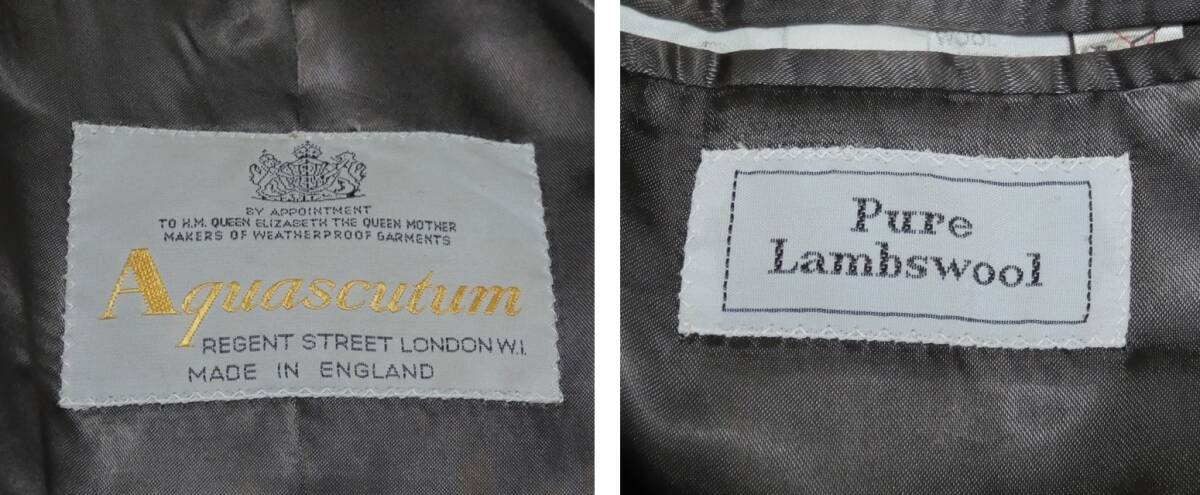 BY APPOINTMENT
TO H.M. QUEEN ELIZABETH THE QUEEN MOTHER
MAKERS OF WEATHERPROOF GARMENTS
Aquascutum
REGENT STREET LONDON W.I.
MADE IN ENGLAND
WOOL
Pure
Lambswool